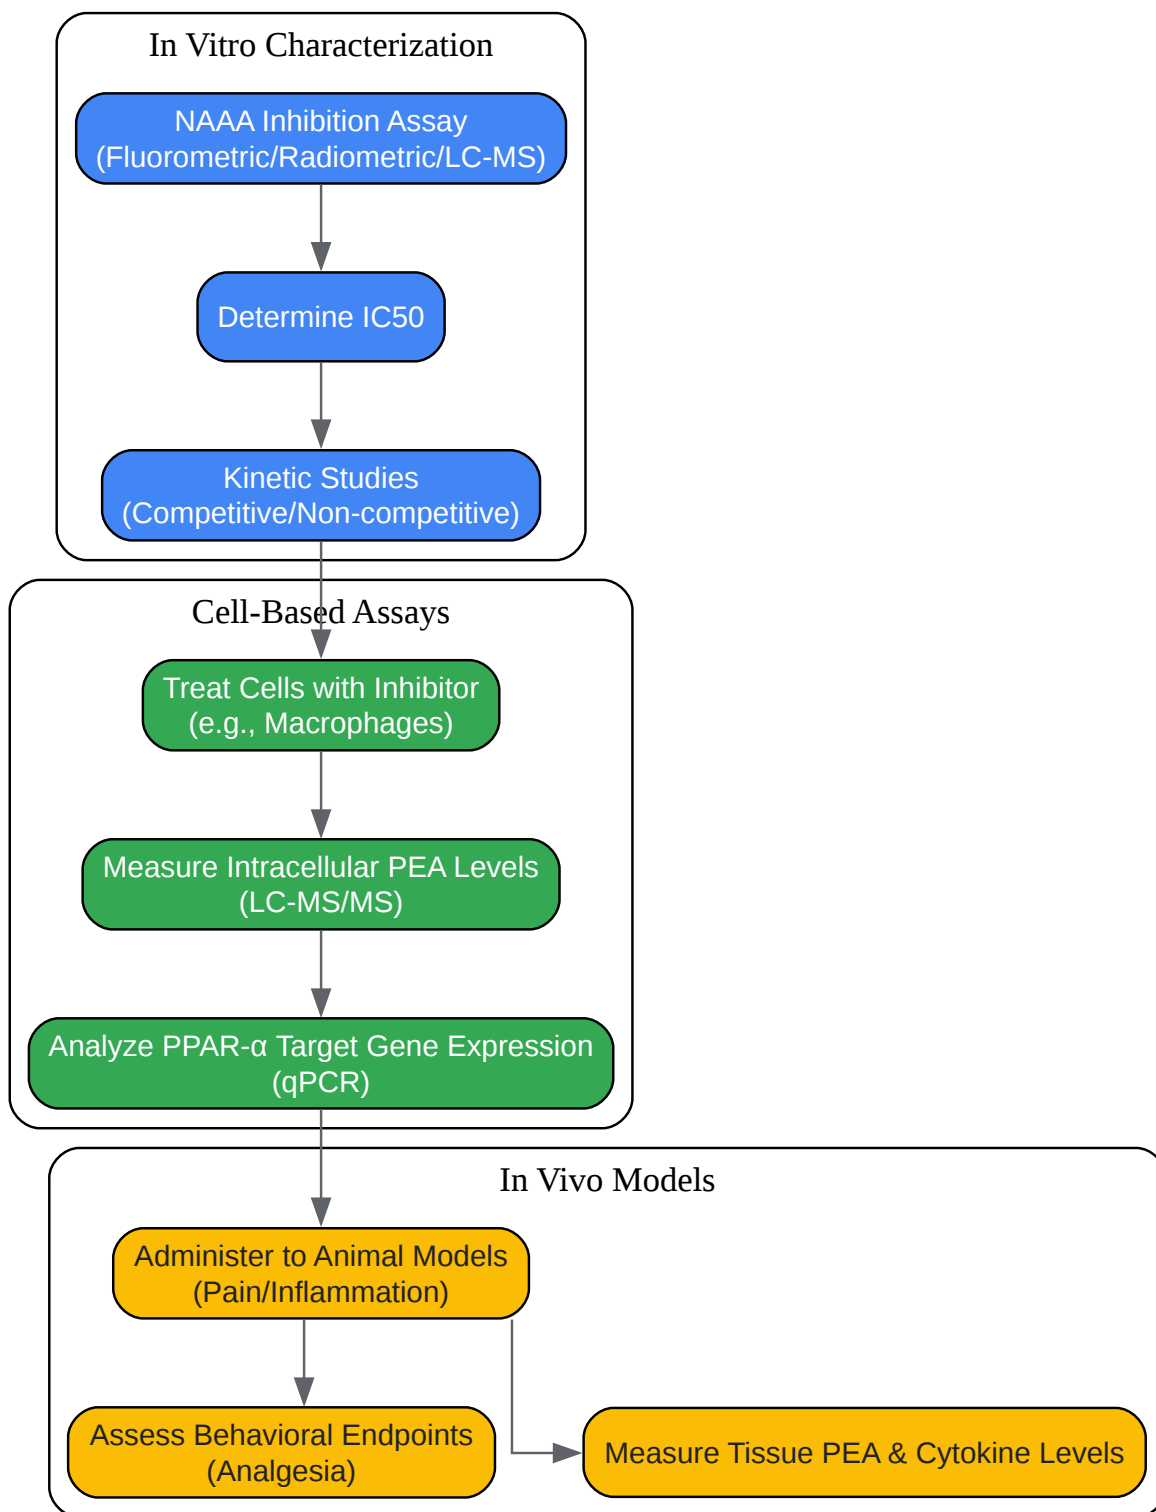 In Vitro Characterization
NAAA Inhibition Assay
(Fluorometric/Radiometric/LC-MS)
Determine IC50
Kinetic Studies
(Competitive/Non-competitive)
Cell-Based Assays
Treat Cells with Inhibitor
(e.g., Macrophages)
Measure Intracellular PEA Levels
(LC-MS/MS)
Analyze PPAR-α Target Gene Expression
(qPCR)
In Vivo Models
Administer to Animal Models
(Pain/Inflammation)
Assess Behavioral Endpoints
(Analgesia)
Measure Tissue PEA & Cytokine Levels